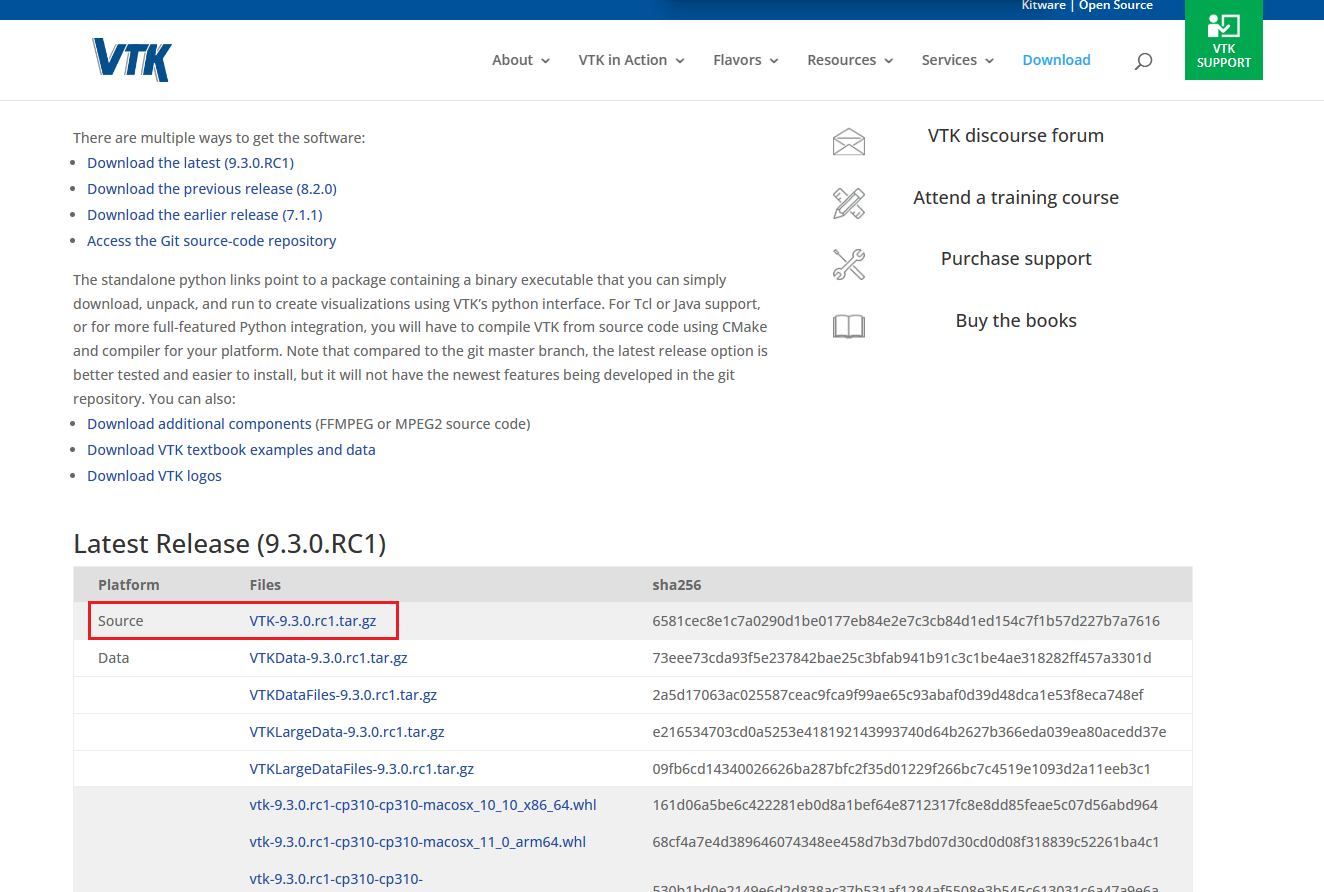 Kitware | Open Source
VTK
About
VTK in Action
Flavors
Resources
Services
Download
VTK
SUPPORT
There are multiple ways to get the software:
Download the latest (9.3.0.RC1)
Download the previous release (8.2.0)
Download the earlier release (7.1.1)
Access the Git source-code repository
The standalone python links point to a package containing a binary executable that you can simply
download, unpack, and run to create visualizations using VTK’s python interface. For Tcl or Java support,
or for more full-featured Python integration, you will have to compile VTK from source code using CMake
and compiler for your platform. Note that compared to the git master branch, the latest release option is
better tested and easier to install, but it will not have the newest features being developed in the git
repository. You can also:
Download additional components (FFMPEG or MPEG2 source code)
Download VTK textbook examples and data
Download VTK logos
VTK discourse forum
Attend a training course
Purchase support
Buy the books
Latest Release (9.3.0.RC1)
Platform Files sha256
Source VTK-9.3.0.rc1.tar.gz 6581cec8e1c7a0290d1be0177eb84e2e7c3cb84d1ed154c7f1b57d227b7a7616
Data VTKData-9.3.0.rc1.tar.gz 73eee73cda93f5e237842bae25c3bfab941b91c3c1be4ae318282ff457a3301d
VTKDataFiles-9.3.0.rc1.tar.gz 2a5d17063ac025587ceac9fca9f99ae65c93abaf0d39d48dca1e53f8eca748ef
VTKLargeData-9.3.0.rc1.tar.gz e216534703cd0a5253e418192143993740d64b2627b366eda039ea80acedd37e
VTKLargeDataFiles-9.3.0.rc1.tar.gz 09fb6cd14340026626ba287bfc2f35d01229f266bc7c4519e1093d2a11eeb3c1
vtk-9.3.0.rc1-cp310-cp310-macosx_10_10_x86_64.whl 161d06a5be6c422281eb0d8a1bef64e8712317fc8e8dd85feae5c07d56abd964
vtk-9.3.0.rc1-cp310-cp310-macosx_11_0_arm64.whl 68cf4a7e4d389646074348ee458d7b3d7bd07d30cd0d08f318839c52261ba4c1
vtk-9.3.0.rc1-cp310-cp310-